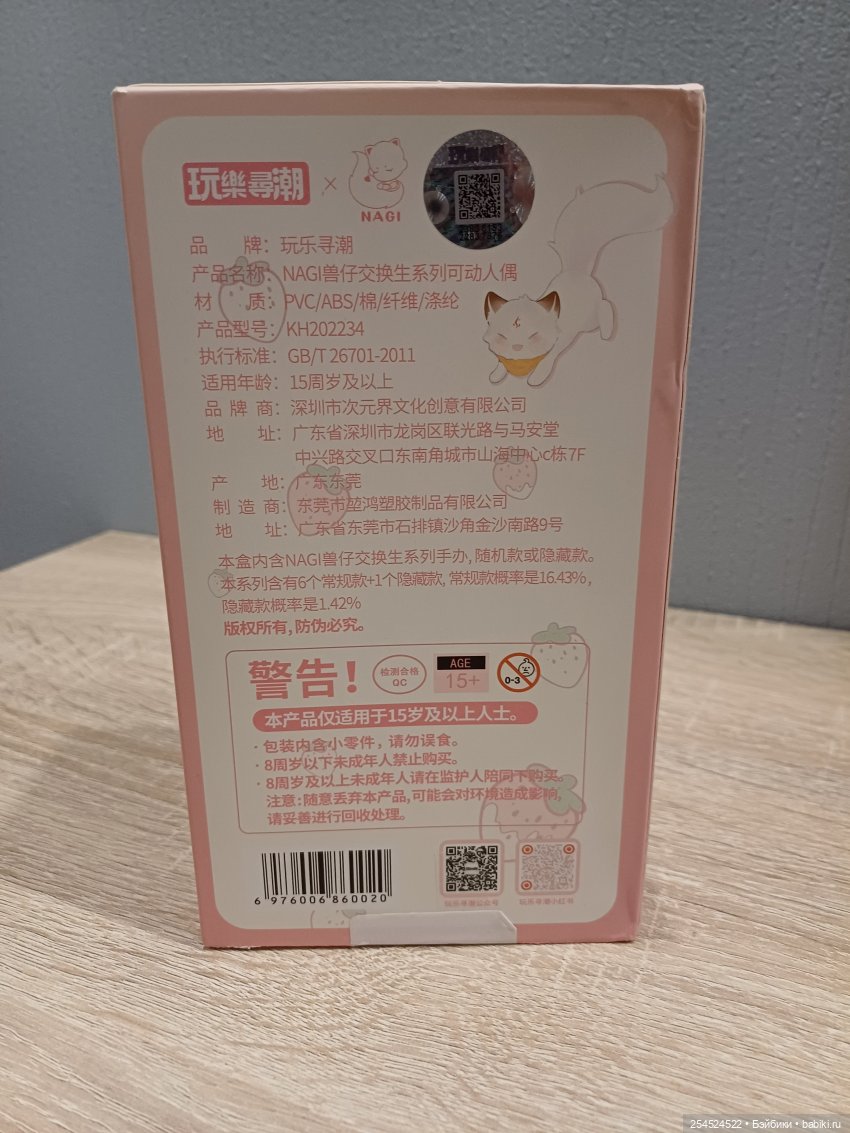 玩樂尋潮 × NAGI
品 牌：玩乐寻潮
产品名称：NAGI兽仔交换生系列可动人偶
材 质：PVC/ABS/棉/纤维/涤纶
产品型号：KH202234
执行标准：GB/T 26701-2011
适用年龄：15周岁及以上
品 牌 商：深圳市次元界文化创意有限公司
地 址：广东省深圳市龙岗区联光路与马安堂
中兴路交叉口东南角城市山海中心c栋7F
产 地：广东东莞
制 造 商：东莞市堃鸿塑胶制品有限公司
地 址：广东省东莞市石排镇沙角金沙南路9号
本盒内含NAGI兽仔交换生系列手办，随机款或隐藏款。
本系列含有6个常规款+1个隐藏款，常规款概率是16.43%，
隐藏款概率是1.42%
版权所有，防伪必究。
警告！ 检测合格 QC AGE 15+ 0-3
本产品仅适用于15岁及以上人士。
· 包装内含小零件，请勿误食。
· 8周岁以下未成年人禁止购买。
· 8周岁及以上未成年人请在监护人陪同下购买。
注意：随意丢弃本产品，可能会对环境造成影响，
请妥善进行回收处理。
6 976006 860020
玩乐寻潮公众号 玩乐寻潮小红书
254524522 • Бэйбики • babiki.ru